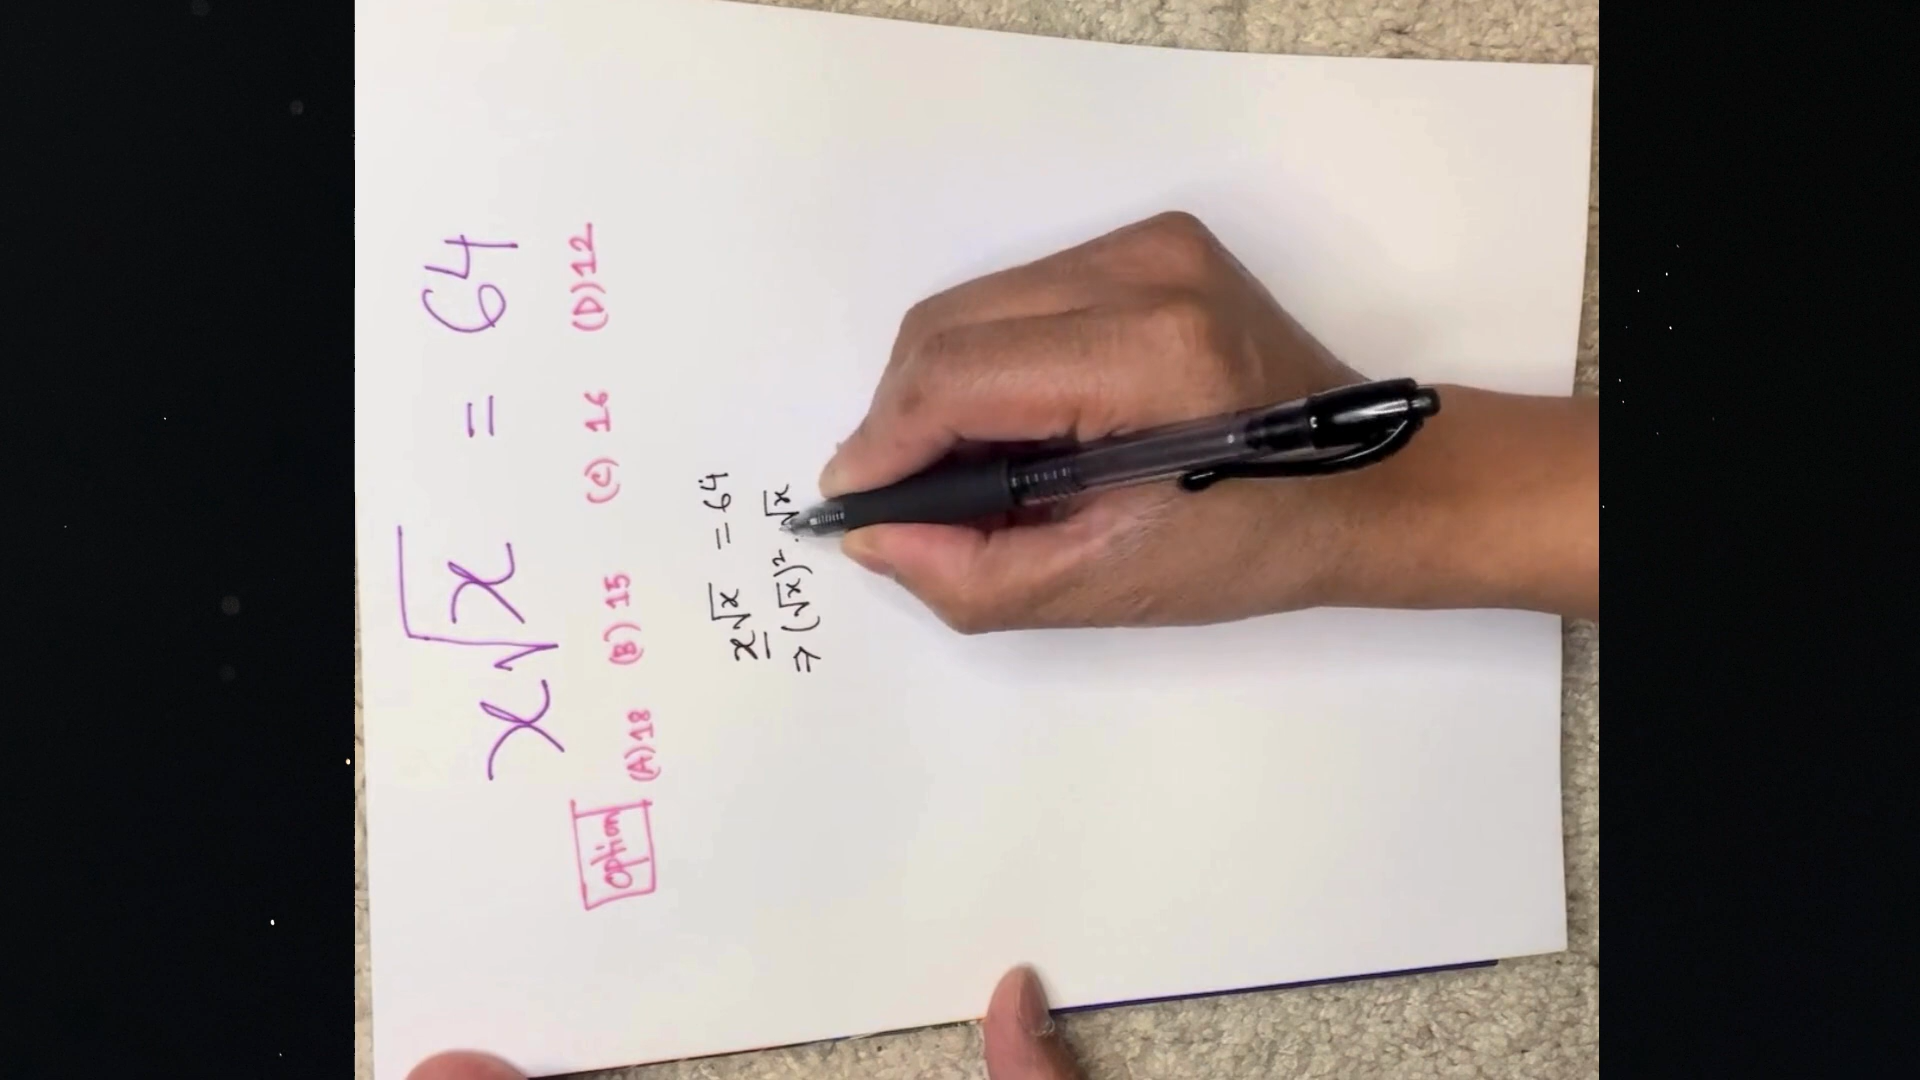 x√x = 64
option (A) 18 (B) 15 (C) 16 (D) 12
x√x = 64
⇒ (√x)² · √x